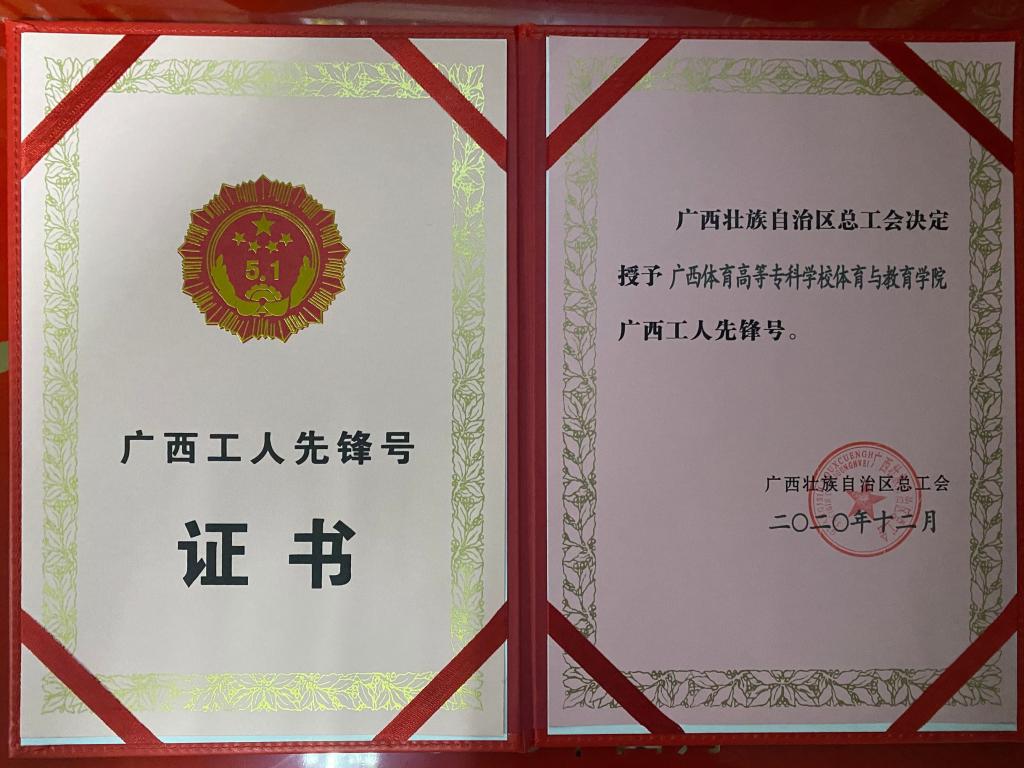 5.1
广西工人先锋号
证书
广西壮族自治区总工会决定
授予 广西体育高等专科学校体育与教育学院
广西工人先锋号。
广西壮族自治区总工会
二〇二〇年十二月